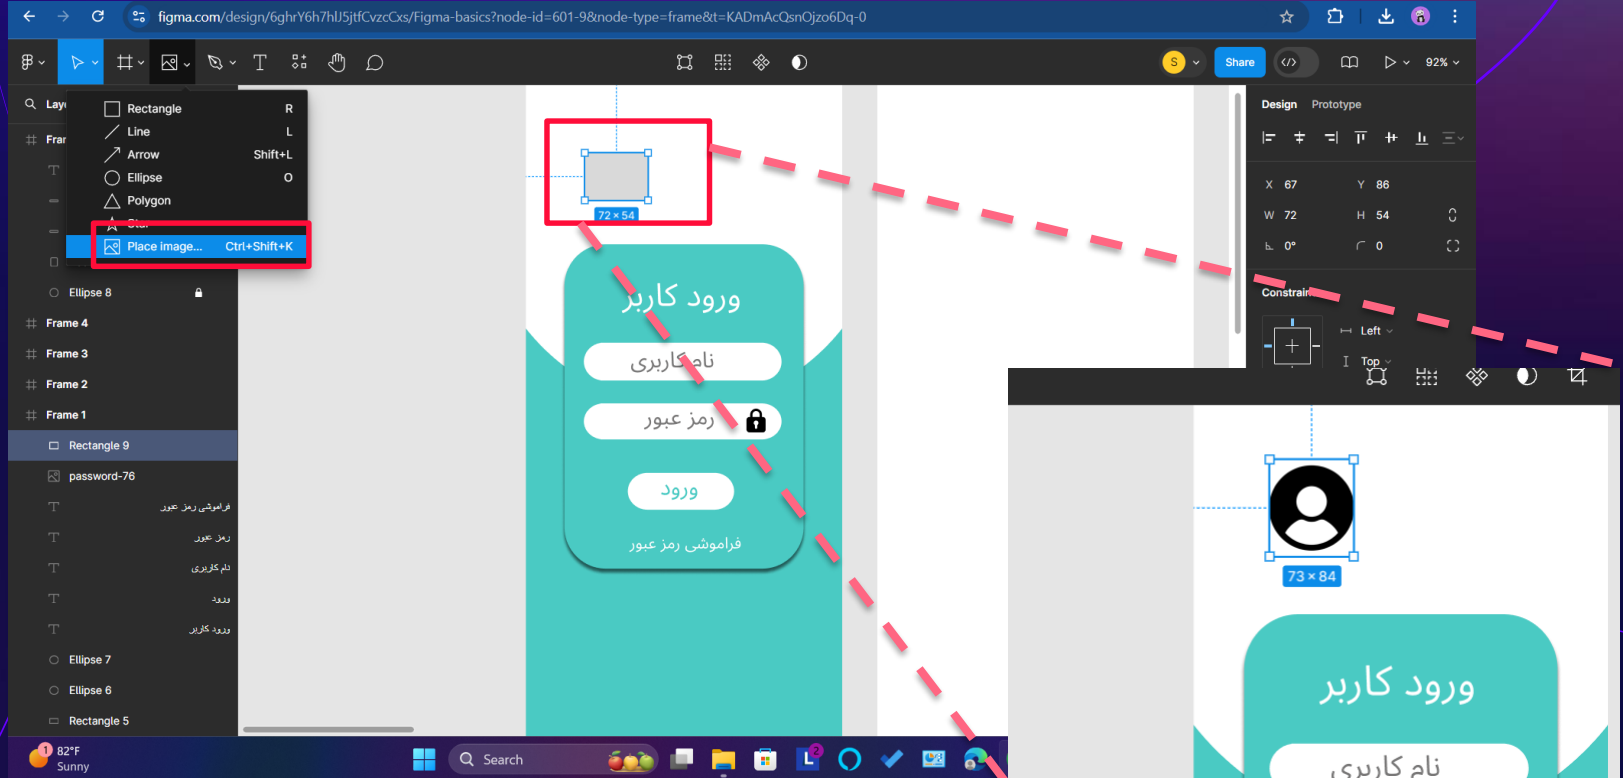 figma.com/design/6ghrY6h7hlJ5jtfCvzcCxs/Figma-basics?node-id=601-9&node-type=frame&t=KADmAcQsnOjzo6Dq-0
S
Share
92%
Rectangle R
Line L
Arrow Shift+L
Ellipse O
Polygon
Star
Place image... Ctrl+Shift+K
Ellipse 8
Frame 4
Frame 3
Frame 2
Frame 1
Rectangle 9
password-76
فراموشی رمز عبور
رمز عبور
نام کاربری
ورود
ورود کاربر
Ellipse 7
Ellipse 6
Rectangle 5
72 × 54
ورود کاربر
نام کاربری
رمز عبور
ورود
فراموشی رمز عبور
Design Prototype
X 67 Y 86
W 72 H 54
0° 0
Left
Top
73 × 84
ورود کاربر
نام کاربری
1
82°F
Sunny
Search
L 2